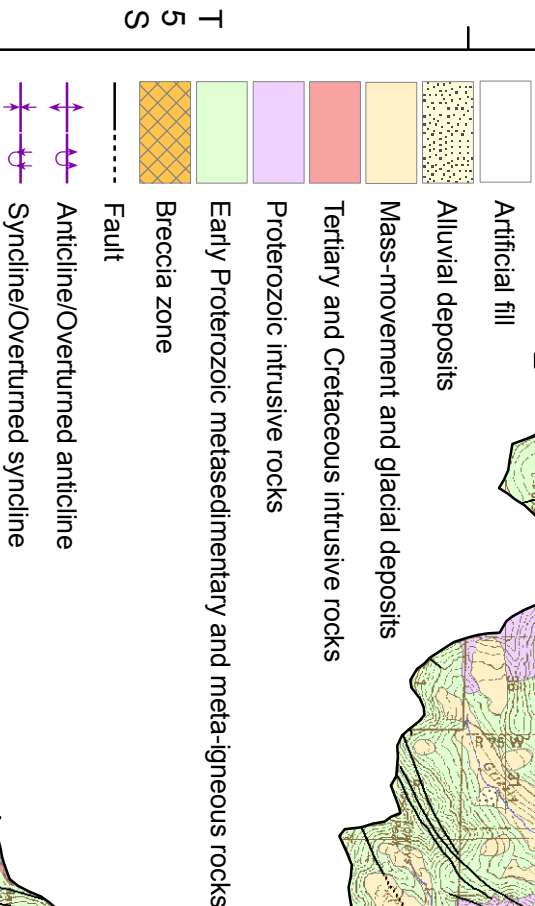 T
5
S
Artificial fill
Alluvial deposits
Mass-movement and glacial deposits
Tertiary and Cretaceous intrusive rocks
Proterozoic intrusive rocks
Early Proterozoic metasedimentary and meta-igneous rocks
Breccia zone
Fault
Anticline/Overturned anticline
Syncline/Overturned syncline
R 75 W